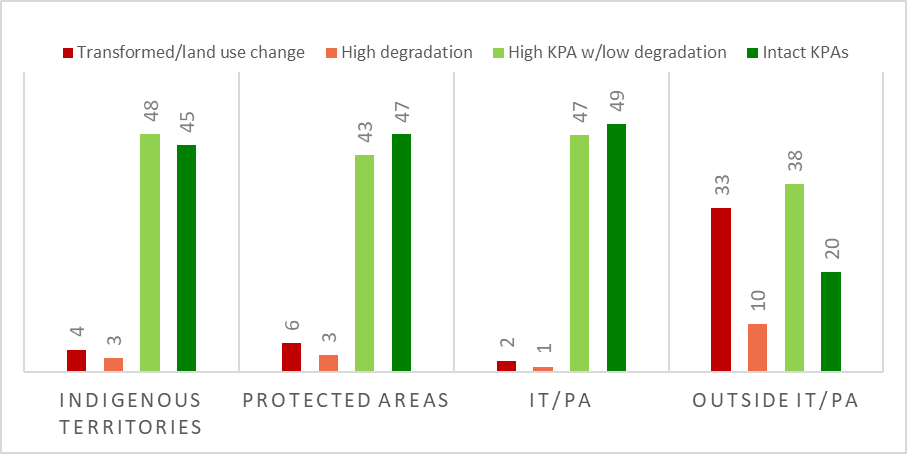 Transformed/land use change High degradation High KPA w/low degradation Intact KPAs
4 3 48 45
6 3 43 47
2 1 47 49
33 10 38 20
INDIGENOUS
TERRITORIES
PROTECTED AREAS
IT/PA
OUTSIDE IT/PA